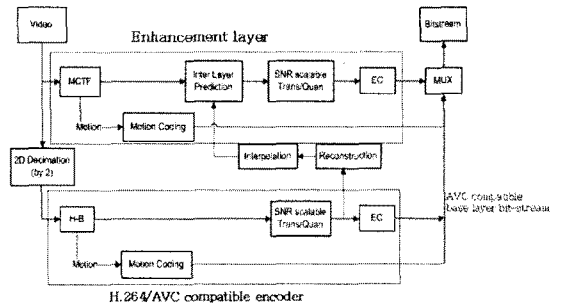 Video
Bitstream
Enhancement layer
MCTF
Inter Layer
Prediction
SNR scalable
Trans/Quan
EC
MUX
Motion
Motion Coding
2D Decimation
(by 2)
Interpolation
Reconstruction
AVC compatible
base layer bit-stream
H-B
SNR scalable
Trans/Quan
EC
Motion
Motion Coding
H.264/AVC compatible encoder